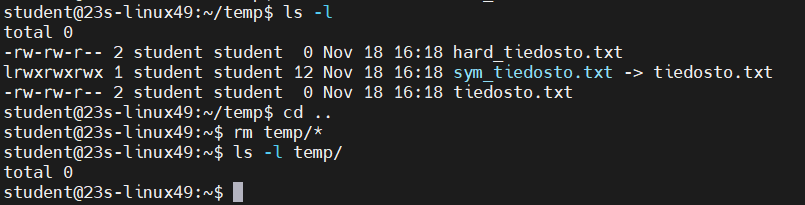 student@23s-linux49:~/temp$ ls -l
total 0
-rw-rw-r-- 2 student student  0 Nov 18 16:18 hard_tiedosto.txt
lrwxrwxrwx 1 student student 12 Nov 18 16:18 sym_tiedosto.txt -> tiedosto.txt
-rw-rw-r-- 2 student student  0 Nov 18 16:18 tiedosto.txt
student@23s-linux49:~/temp$ cd ..
student@23s-linux49:~$ rm temp/*
student@23s-linux49:~$ ls -l temp/
total 0
student@23s-linux49:~$